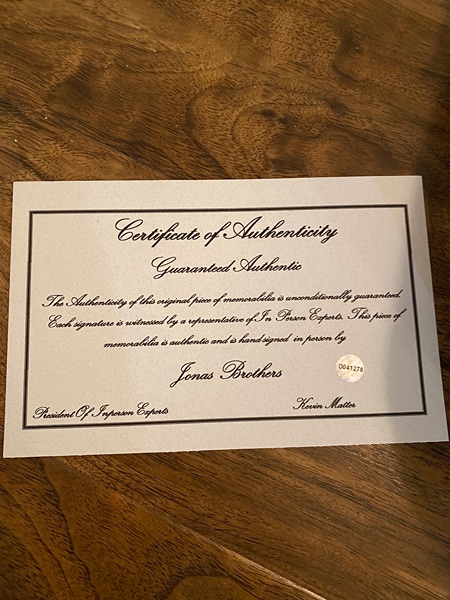 Certificate of Authenticity
Guaranteed Authentic
The Authenticity of this original piece of memorabilia is unconditionally guaranteed.
Each signature is witnessed by a representative of In Person Experts. This piece of
memorabilia is authentic and is hand signed in person by
Jonas Brothers
D041278
President Of Inperson Experts
Kevin Matter